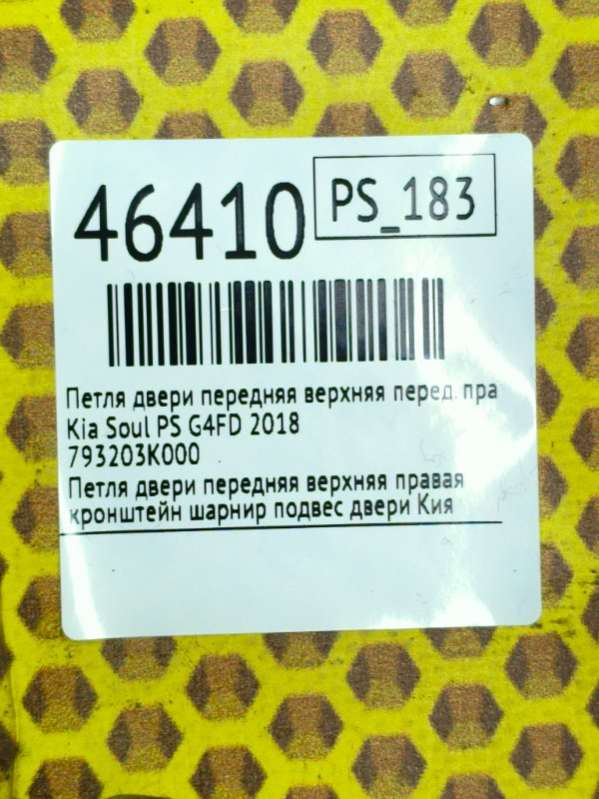 46410
PS_183
Петля двери передняя верхняя перед. пра
Kia Soul PS G4FD 2018
793203K000
Петля двери передняя верхняя правая
кронштейн шарнир подвес двери Кия